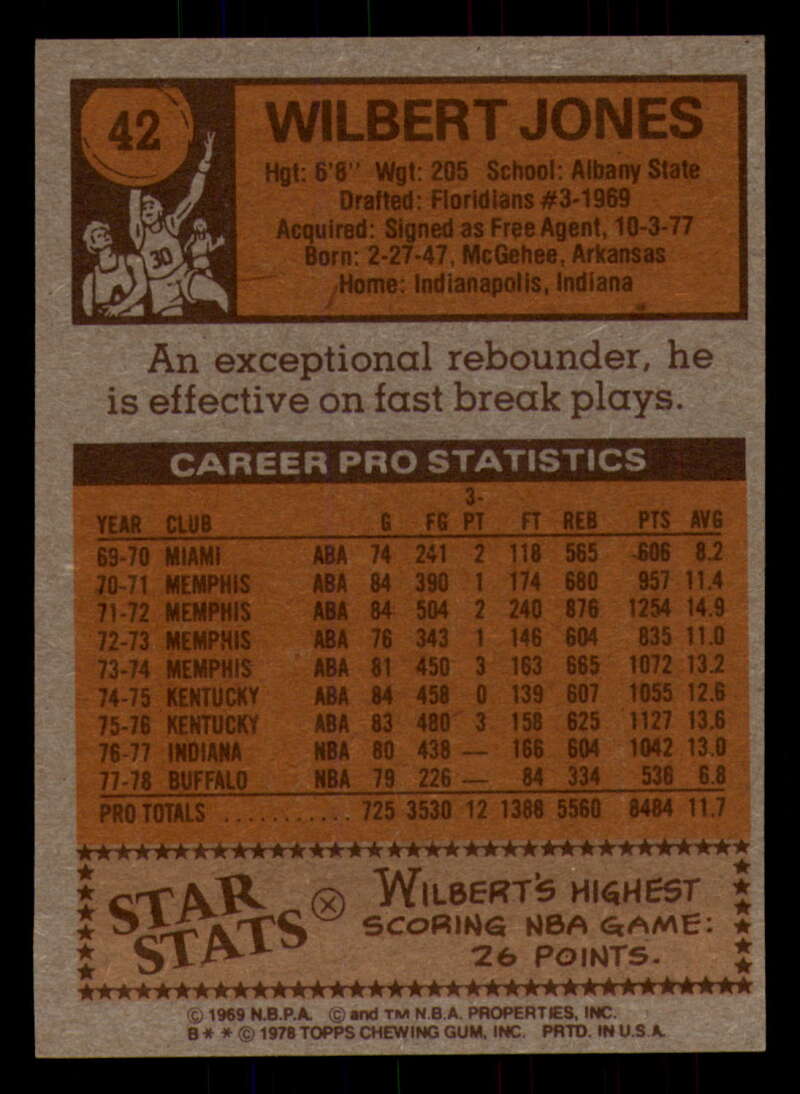 42
WILBERT JONES
Hgt: 6'8" Wgt: 205 School: Albany State
Drafted: Floridians #3-1969
Acquired: Signed as Free Agent, 10-3-77
Born: 2-27-47, McGehee, Arkansas
Home: Indianapolis, Indiana
30
An exceptional rebounder, he
is effective on fast break plays.
CAREER PRO STATISTICS
YEAR CLUB G FG 3-PT FT REB PTS AVG
69-70 MIAMI ABA 74 241 2 118 565 606 8.2
70-71 MEMPHIS ABA 84 390 1 174 680 957 11.4
71-72 MEMPHIS ABA 84 504 2 240 876 1254 14.9
72-73 MEMPHIS ABA 76 343 1 146 604 835 11.0
73-74 MEMPHIS ABA 81 450 3 163 665 1072 13.2
74-75 KENTUCKY ABA 84 458 0 139 607 1055 12.6
75-76 KENTUCKY ABA 83 480 3 158 625 1127 13.6
76-77 INDIANA NBA 80 438 — 166 604 1042 13.0
77-78 BUFFALO NBA 79 226 — 84 334 536 6.8
PRO TOTALS ............ 725 3530 12 1388 5560 8484 11.7
STAR STATS
WILBERT'S HIGHEST
SCORING NBA GAME:
26 POINTS.
© 1969 N.B.P.A. © and TM N.B.A. PROPERTIES, INC.
B* * © 1978 TOPPS CHEWING GUM, INC. PRTD. IN U.S.A.